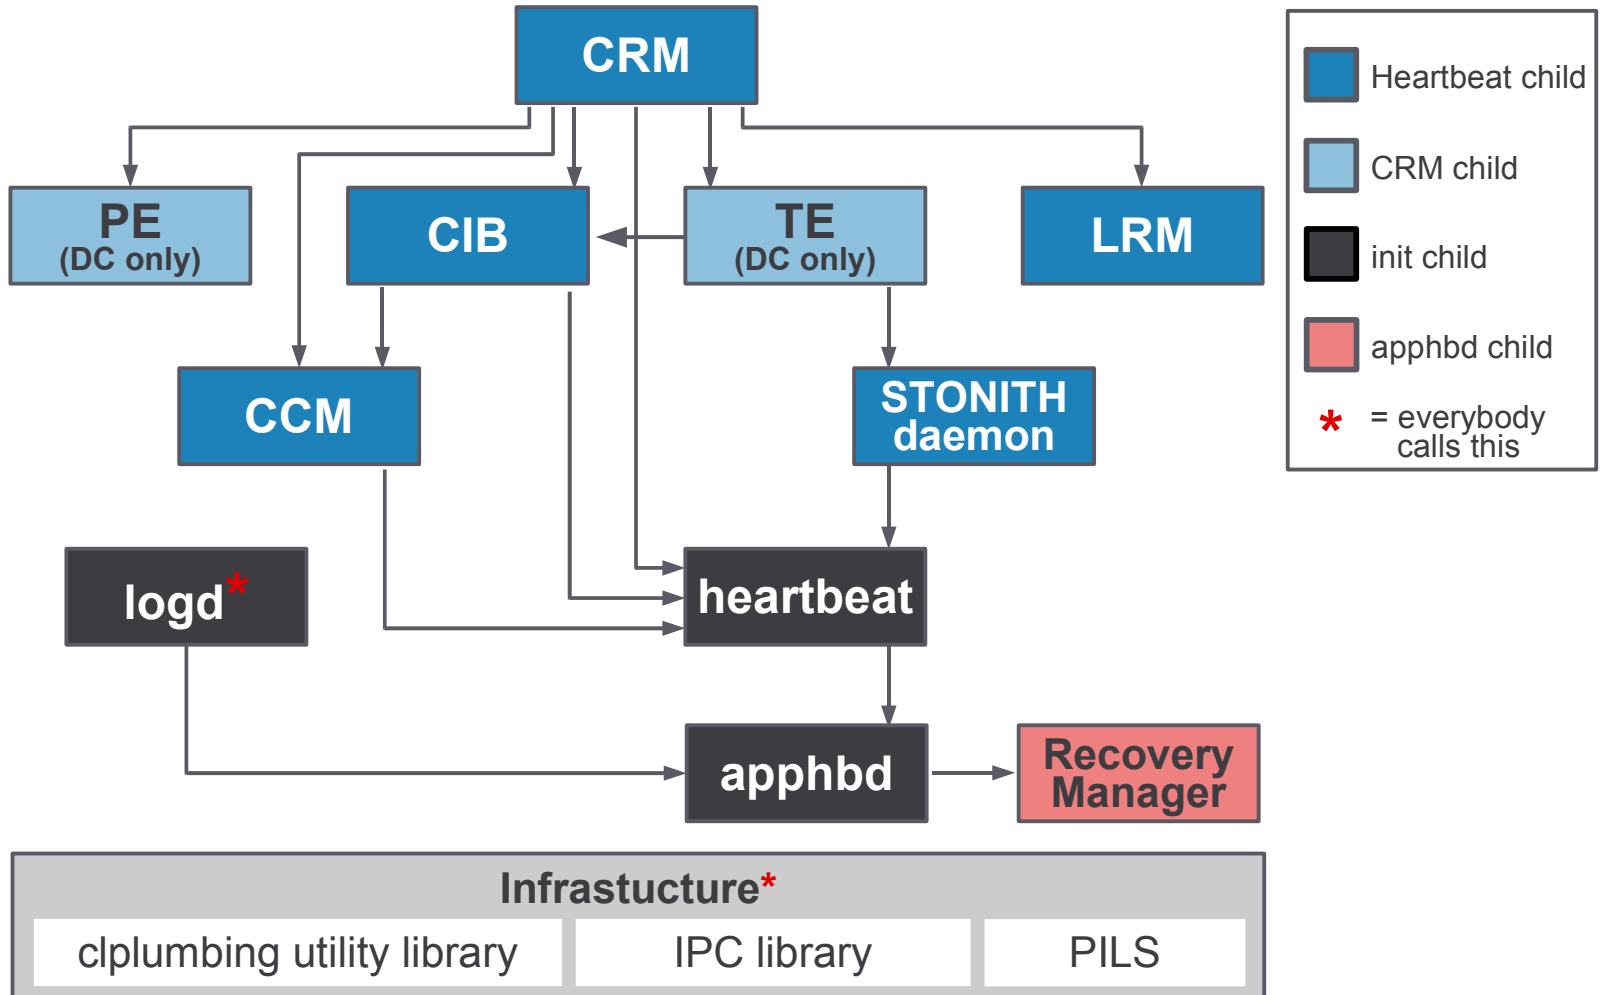 CRM
PE
(DC only)
CIB
TE
(DC only)
LRM
CCM
STONITH
daemon
logd*
heartbeat
apphbd
Recovery
Manager
Infrastucture*
clplumbing utility library
IPC library
PILS
Heartbeat child
CRM child
init child
apphbd child
* = everybody
calls this